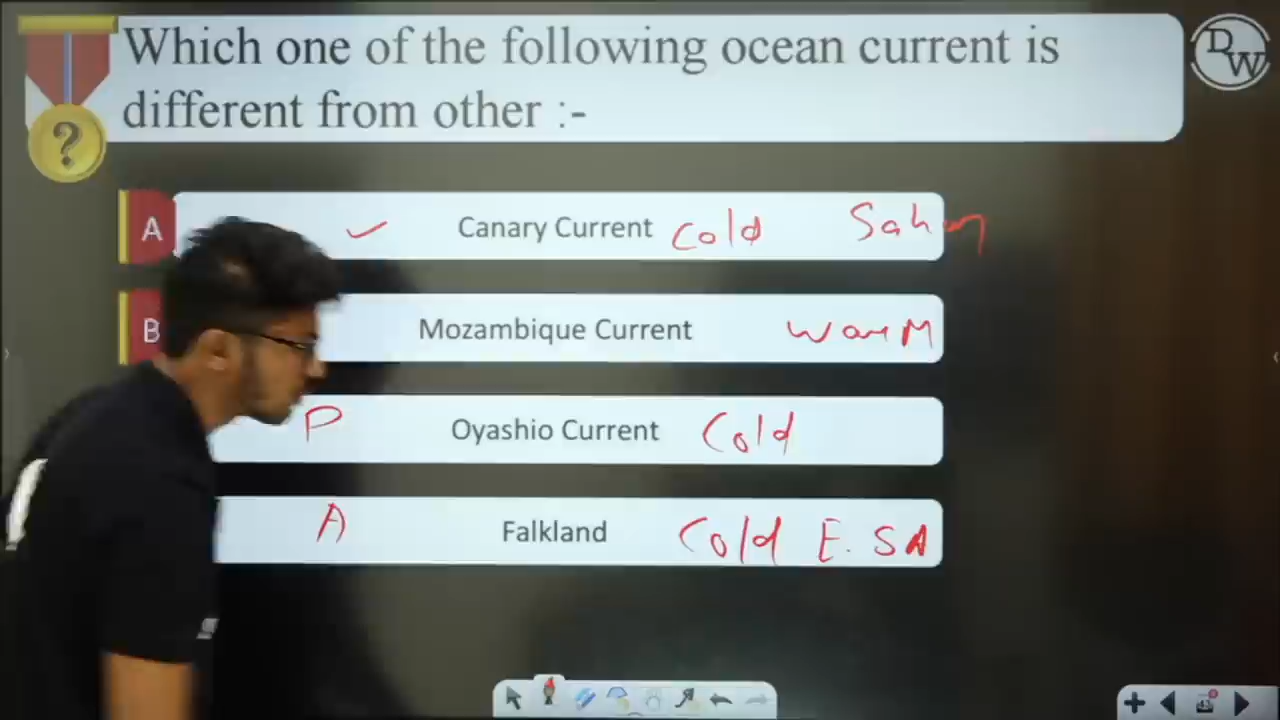 Which one of the following ocean current is
different from other :-
DW
?
A Canary Current Cold
B Mozambique Current WarM
P Oyashio Current Cold
A Falkland Cold E. SA